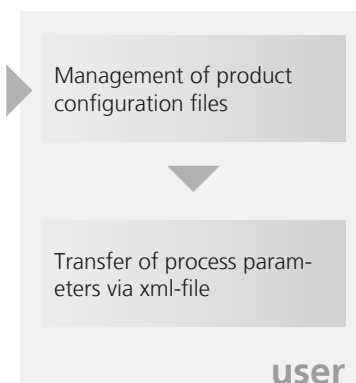 Management of product
configuration files
Transfer of process param-
eters via xml-file
user